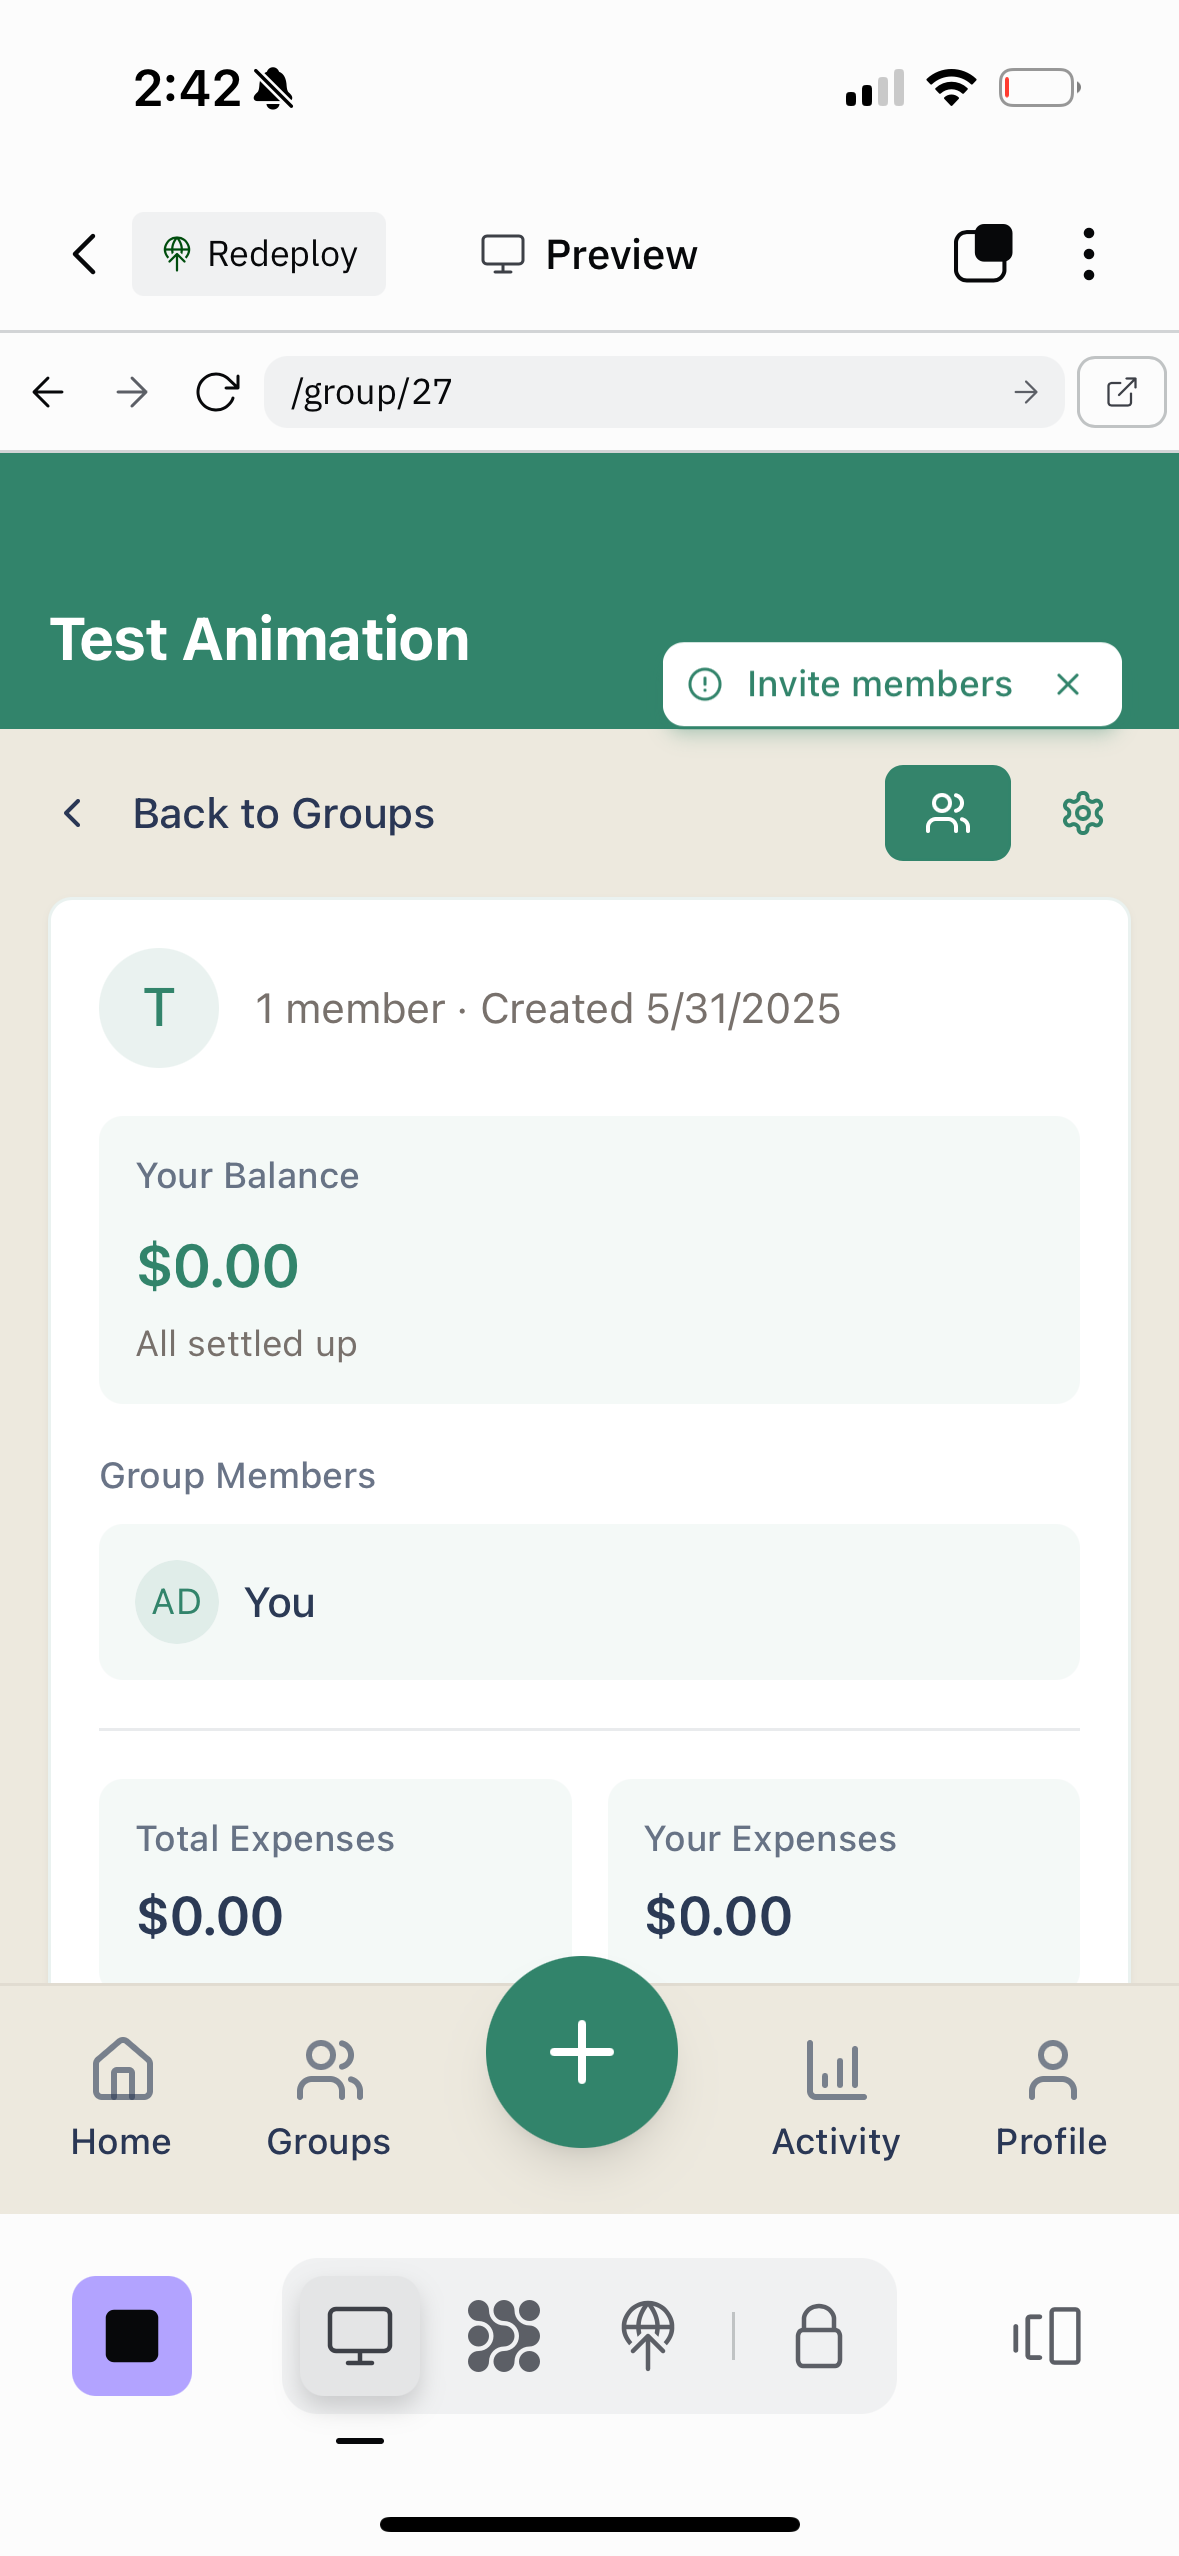 2:42
Redeploy
Preview
/group/27
Test Animation
Invite members
Back to Groups
T
1 member · Created 5/31/2025
Your Balance
$0.00
All settled up
Group Members
AD
You
Total Expenses
Your Expenses
$0.00
$0.00
Home
Groups
Activity
Profile